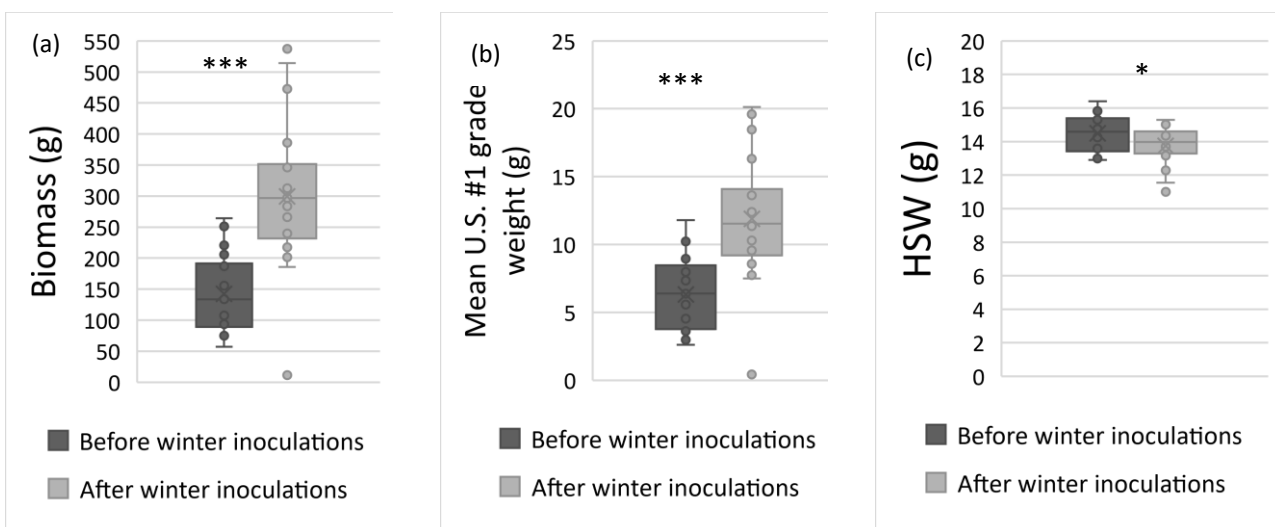 (a)
Biomass (g)
550
500
450
400
350
300
250
200
150
100
50
0
***
Before winter inoculations
After winter inoculations
(b)
Mean U.S. #1 grade
weight (g)
25
20
15
10
5
0
***
Before winter inoculations
After winter inoculations
(c)
HSW (g)
20
18
16
14
12
10
8
6
4
2
0
*
Before winter inoculations
After winter inoculations